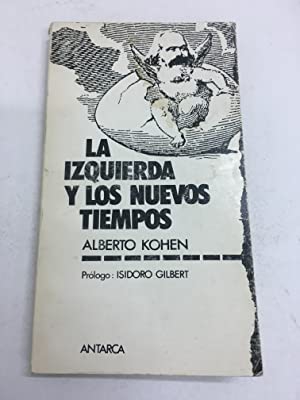 LA
IZQUIERDA
Y LOS NUEVOS
TIEMPOS
ALBERTO KOHEN
Prólogo: ISIDORO GILBERT
ANTARCA